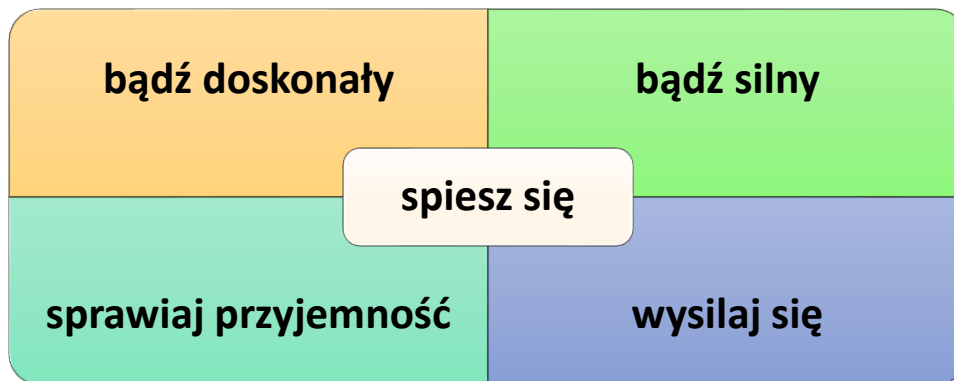 bądź doskonały
bądź silny
spiesz się
sprawiaj przyjemność
wysilaj się